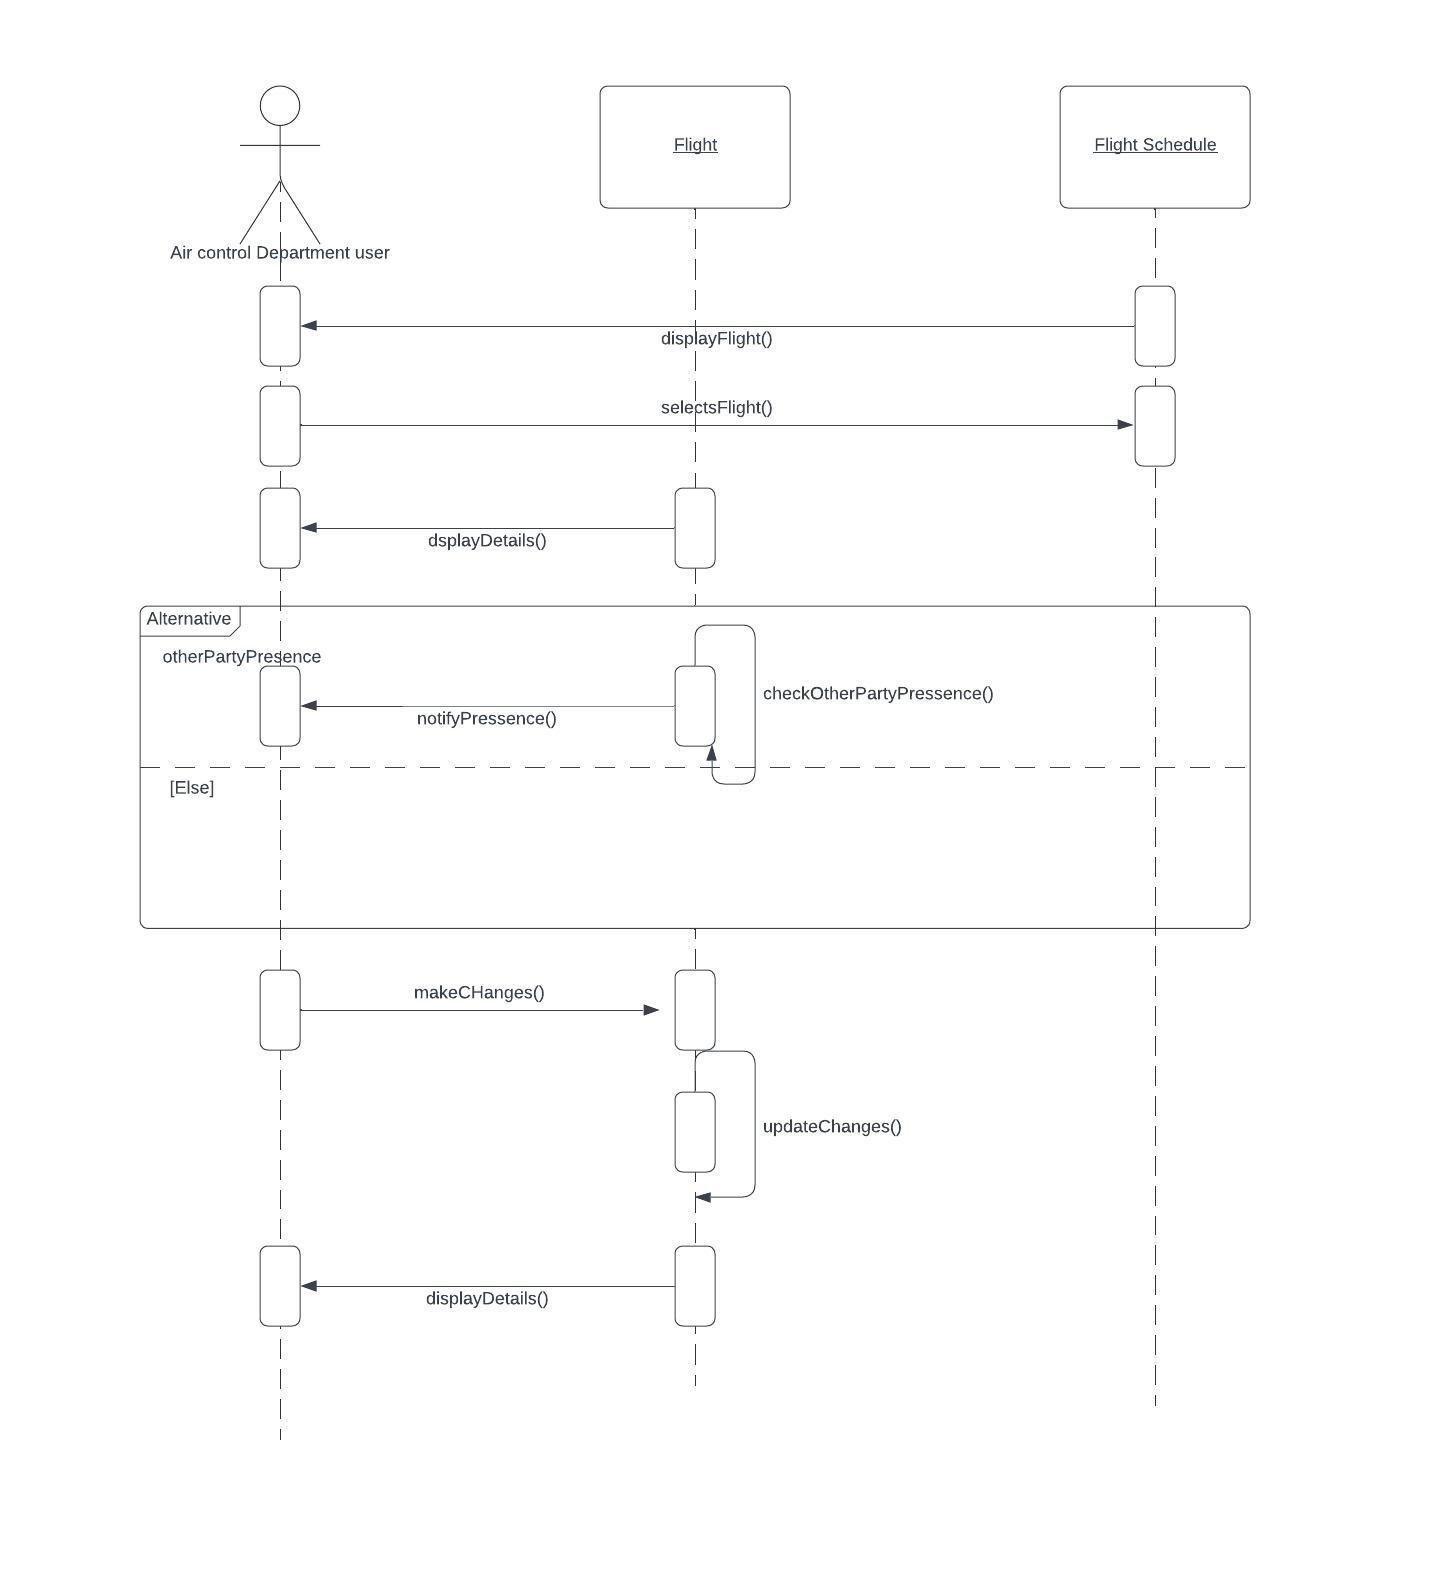 Flight
Flight Schedule
Air control Department user
displayFlight()
selectsFlight()
dsplayDetails()
Alternative
otherPartyPresence
checkOtherPartyPressence()
notifyPressence()
[Else]
makeCHanges()
updateChanges()
displayDetails()